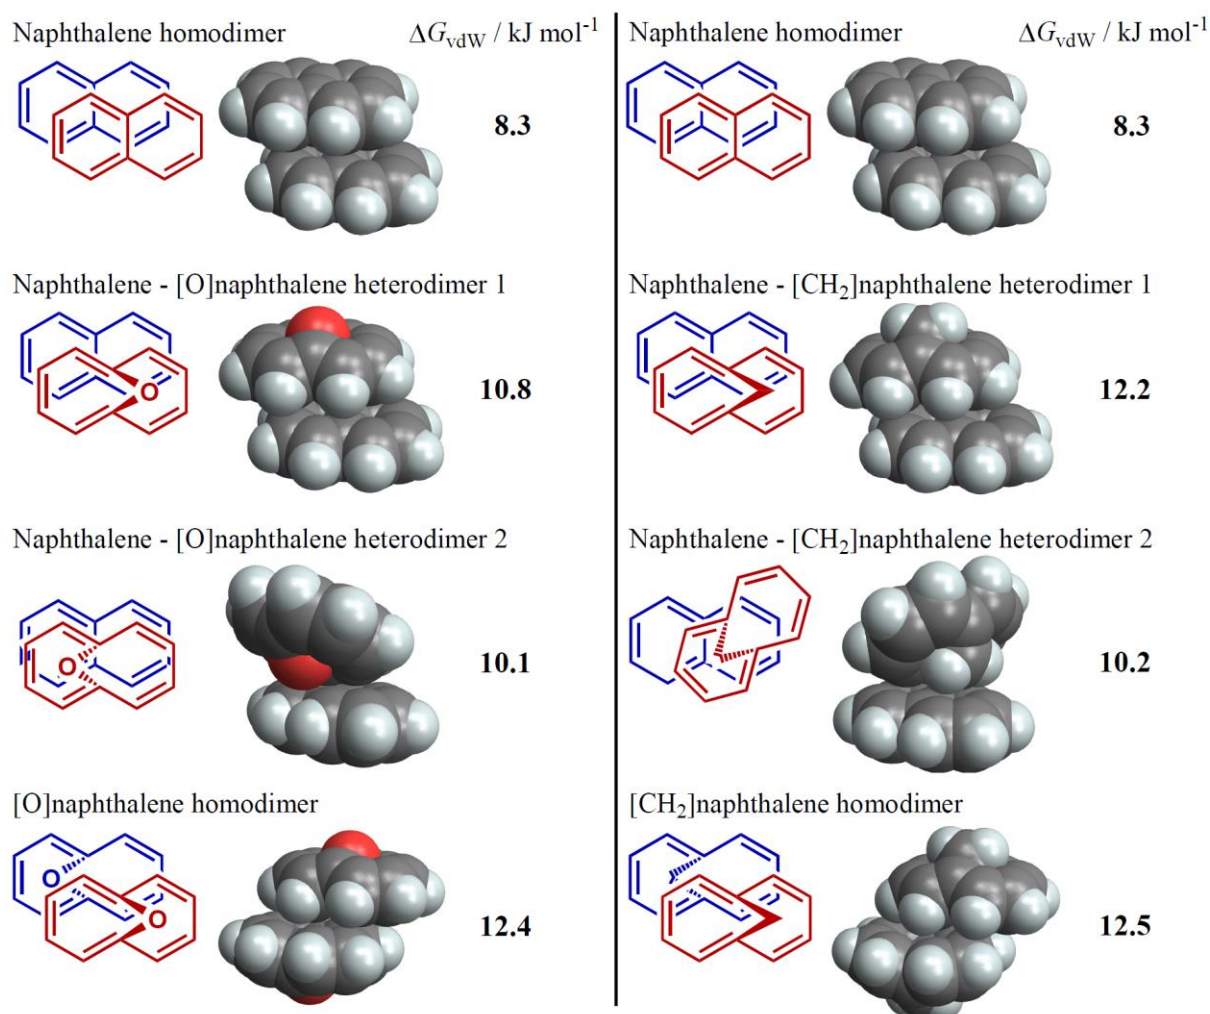 Naphthalene homodimer ΔG_vdW / kJ mol⁻¹
8.3
Naphthalene - [O]naphthalene heterodimer 1
O
10.8
Naphthalene - [O]naphthalene heterodimer 2
O
10.1
[O]naphthalene homodimer
O
O
12.4
Naphthalene homodimer ΔG_vdW / kJ mol⁻¹
8.3
Naphthalene - [CH₂]naphthalene heterodimer 1
12.2
Naphthalene - [CH₂]naphthalene heterodimer 2
10.2
[CH₂]naphthalene homodimer
12.5